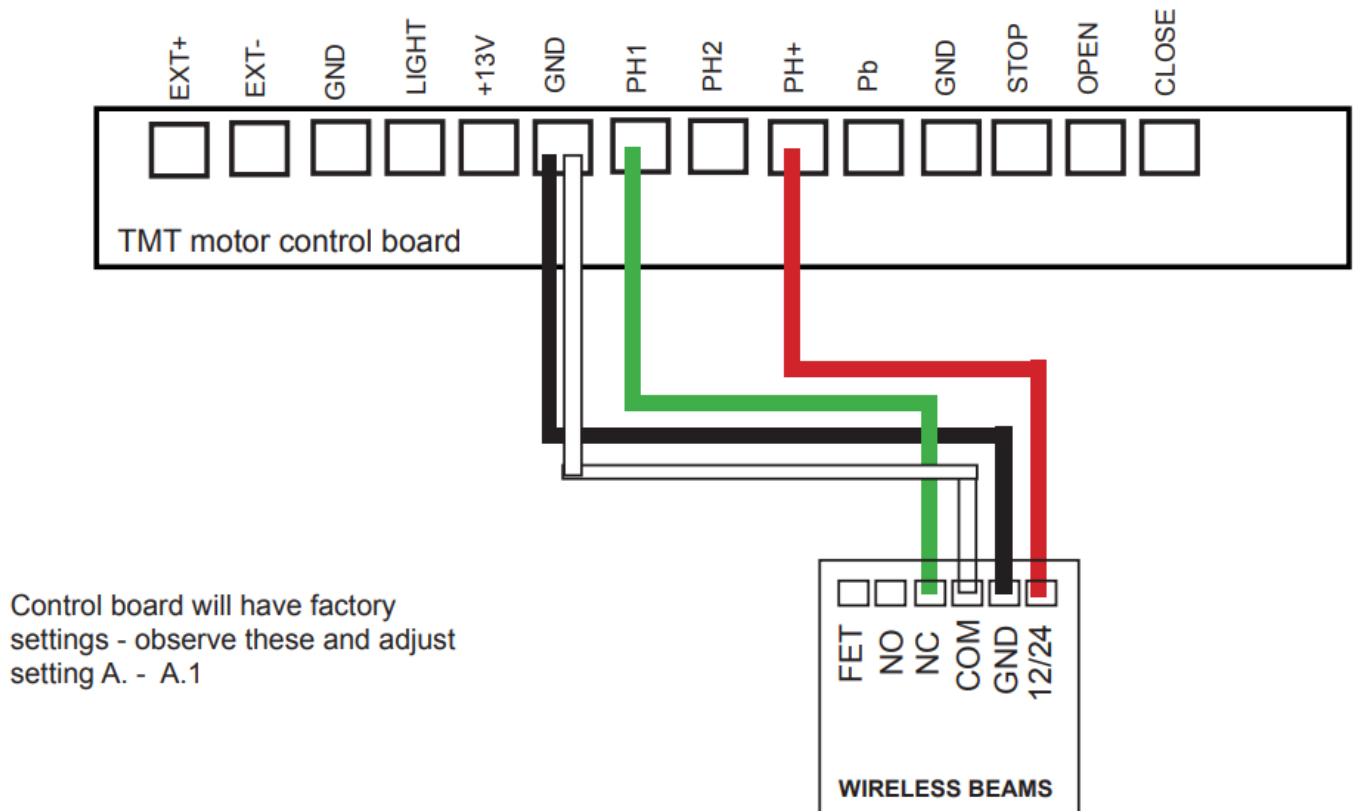 EXT+
EXT-
GND
LIGHT
+13V
GND
PH1
PH2
PH+
Pb
GND
STOP
OPEN
CLOSE
TMT motor control board
Control board will have factory
settings - observe these and adjust
setting A. - A.1
FET
NO
NC
COM
GND
12/24
WIRELESS BEAMS